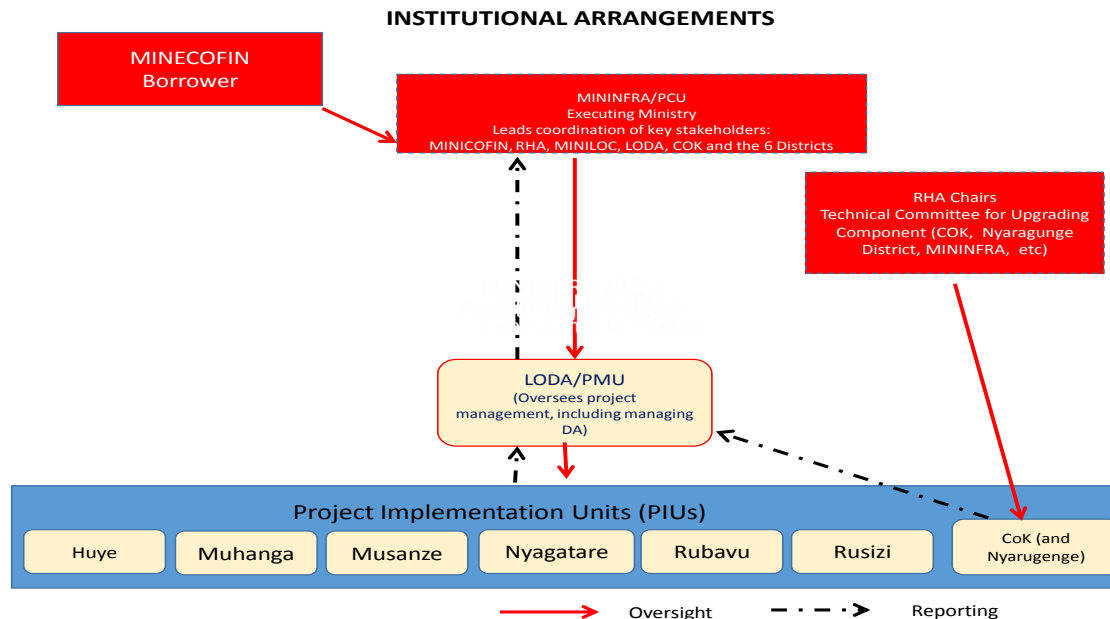 INSTITUTIONAL ARRANGEMENTS
MINECOFIN
Borrower
MININFRA/PCU
Executing Ministry
Leads coordination of key stakeholders:
MINICOFIN, RHA, MINILOC, LODA, COK and the 6 Districts
RHA Chairs
Technical Committee for Upgrading
Component (COK, Nyaragunge
District, MININFRA, etc)
LODA/PMU
(Oversees project
management, including managing
DA)
Project Implementation Units (PIUs)
Huye
Muhanga
Musanze
Nyagatare
Rubavu
Rusizi
CoK (and
Nyarugenge)
Oversight
Reporting